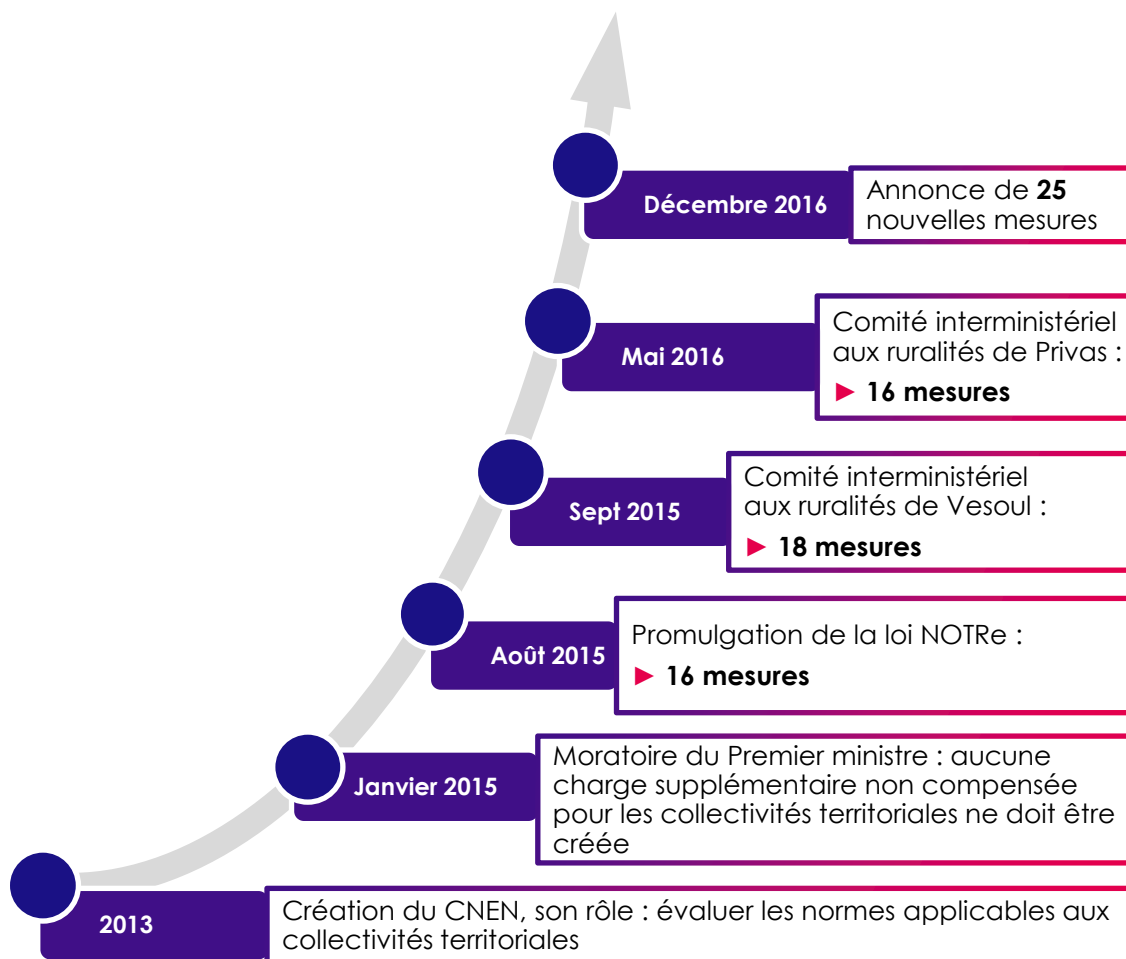 Décembre 2016
Annonce de 25
nouvelles mesures
Mai 2016
Comité interministériel
aux ruralités de Privas :
► 16 mesures
Sept 2015
Comité interministériel
aux ruralités de Vesoul :
► 18 mesures
Août 2015
Promulgation de la loi NOTRe :
► 16 mesures
Janvier 2015
Moratoire du Premier ministre : aucune
charge supplémentaire non compensée
pour les collectivités territoriales ne doit être
créée
2013
Création du CNEN, son rôle : évaluer les normes applicables aux
collectivités territoriales